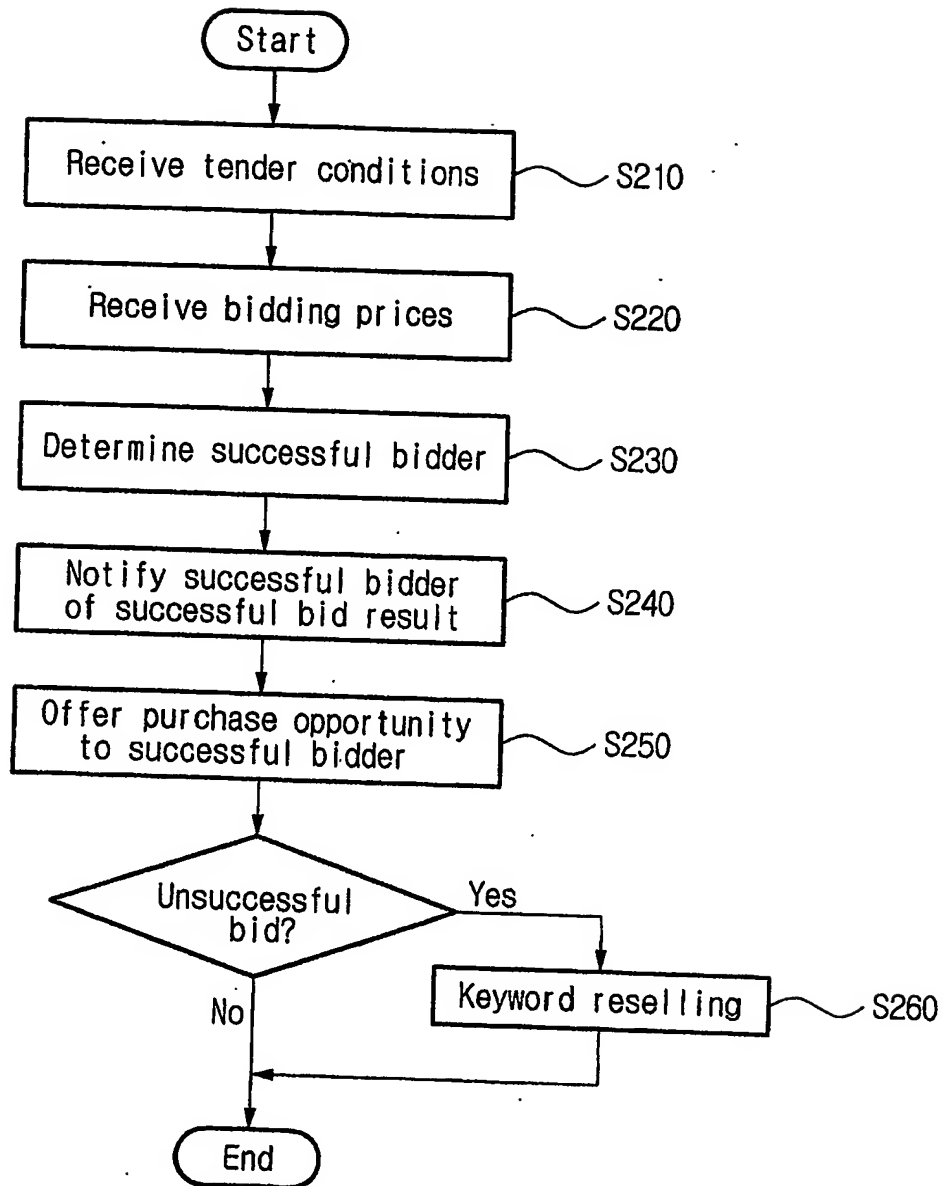 Start
Receive tender conditions
S210
Receive bidding prices
S220
Determine successful bidder
S230
Notify successful bidder
of successful bid result
S240
Offer purchase opportunity
to successful bidder
S250
Unsuccessful
bid?
Yes
No
Keyword reselling
S260
End